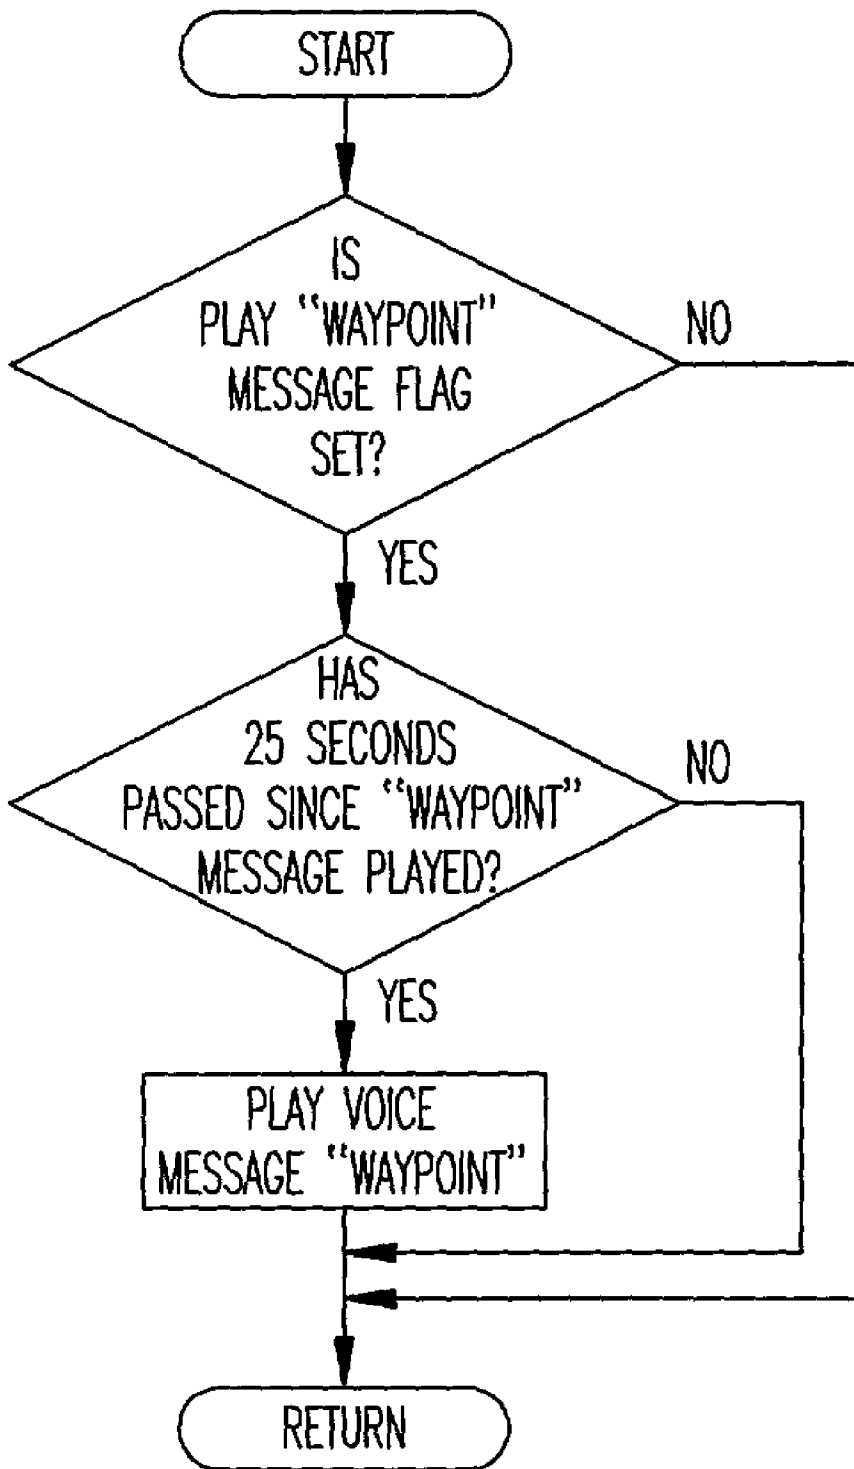 START
IS
PLAY "WAYPOINT"
MESSAGE FLAG
SET?
NO
YES
HAS
25 SECONDS
PASSED SINCE "WAYPOINT"
MESSAGE PLAYED?
NO
YES
PLAY VOICE
MESSAGE "WAYPOINT"
RETURN